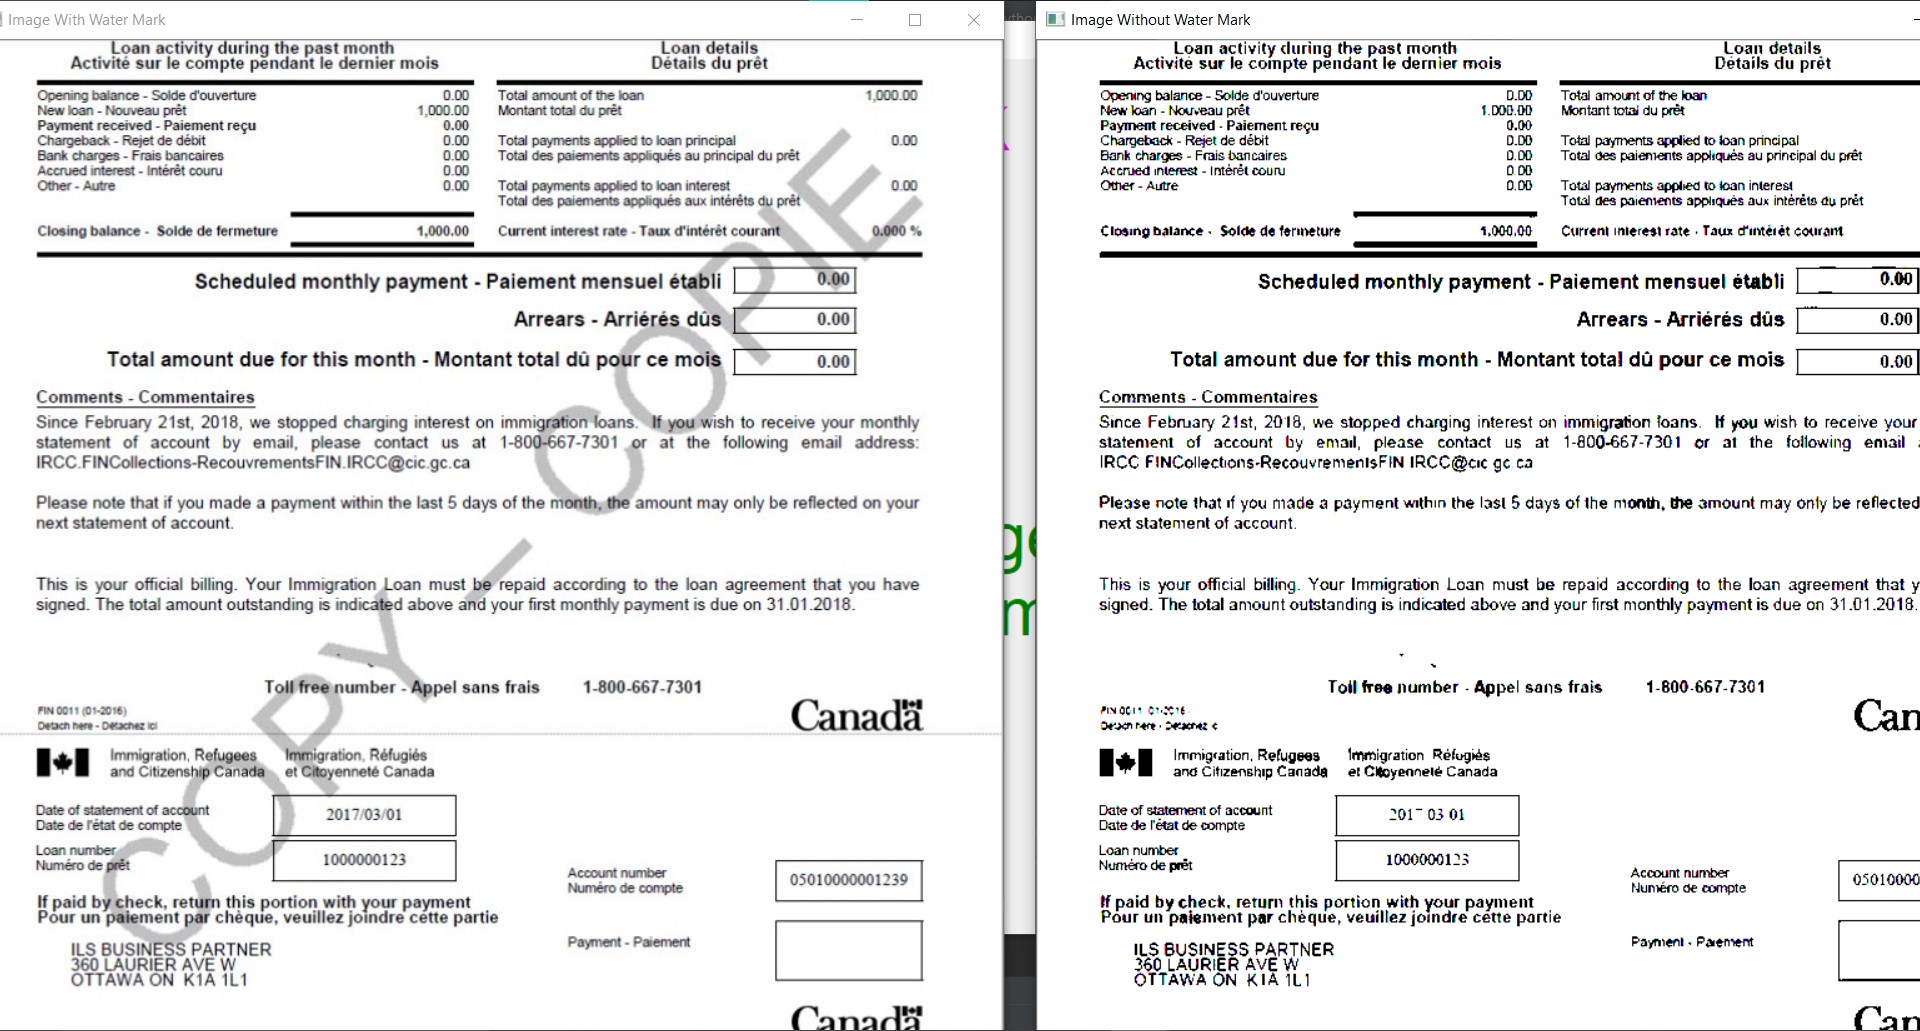 Image With Water Mark
Loan activity during the past month
Activité sur le compte pendant le dernier mois
Loan details
Détails du prêt
Opening balance - Solde d'ouverture 0.00
New loan - Nouveau prêt 1,000.00
Payment received - Paiement reçu 0.00
Chargeback - Rejet de débit 0.00
Bank charges - Frais bancaires 0.00
Accrued interest - Intérêt couru 0.00
Other - Autre 0.00
Closing balance - Solde de fermeture 1,000.00
Total amount of the loan 1,000.00
Montant total du prêt
Total payments applied to loan principal 0.00
Total des paiements appliqués au principal du prêt
Total payments applied to loan interest 0.00
Total des paiements appliqués aux intérêts du prêt
Current interest rate - Taux d'intérêt courant 0.000 %
Scheduled monthly payment - Paiement mensuel établi 0.00
Arrears - Arriérés dûs 0.00
Total amount due for this month - Montant total dû pour ce mois 0.00
Comments - Commentaires
Since February 21st, 2018, we stopped charging interest on immigration loans. If you wish to receive your monthly
statement of account by email, please contact us at 1-800-667-7301 or at the following email address:
IRCC.FINCollections-RecouvrementsFIN.IRCC@cic.gc.ca
Please note that if you made a payment within the last 5 days of the month, the amount may only be reflected on your
next statement of account.
This is your official billing. Your Immigration Loan must be repaid according to the loan agreement that you have
signed. The total amount outstanding is indicated above and your first monthly payment is due on 31.01.2018.
Toll free number - Appel sans frais 1-800-667-7301
FIN 0011 (01-2016)
Detach here - Détachez ici
Canada
Immigration, Refugees
and Citizenship Canada
Immigration, Réfugiés
et Citoyenneté Canada
Date of statement of account
Date de l'état de compte
2017/03/01
Loan number
Numéro de prêt
1000000123
Account number
Numéro de compte
05010000001239
If paid by check, return this portion with your payment
Pour un paiement par chèque, veuillez joindre cette partie
Payment - Paiement
ILS BUSINESS PARTNER
360 LAURIER AVE W
OTTAWA ON K1A 1L1
Canada
COPY - COPIE
Image Without Water Mark
Loan activity during the past month
Activité sur le compte pendant le dernier mois
Loan details
Détails du prêt
Opening balance - Solde d'ouverture 0.00
New loan - Nouveau prêt 1.000.00
Payment received - Paiement reçu 0.00
Chargeback - Rejet de débit 0.00
Bank charges - Frais bancaires 0.00
Accrued interest - Intérêt couru 0.00
Other - Autre 0.00
Closing balance - Solde de fermeture 1,000.00
Total amount of the loan
Montant total du prêt
Total payments applied to loan principal
Total des paiements appliqués au principal du prêt
Total payments applied to loan interest
Total des paiements appliqués aux intérêts du prêt
Current interest rate - Taux d'intérêt courant
Scheduled monthly payment - Paiement mensuel établi 0.00
Arrears - Arriérés dûs 0.00
Total amount due for this month - Montant total dû pour ce mois 0.00
Comments - Commentaires
Since February 21st, 2018, we stopped charging interest on immigration loans. If you wish to receive your
statement of account by email, please contact us at 1-800-667-7301 or at the following email
IRCC FINCollections-RecouvrementsFIN IRCC@cic gc ca
Please note that if you made a payment within the last 5 days of the month, the amount may only be reflected
next statement of account.
This is your official billing. Your Immigration Loan must be repaid according to the loan agreement that y
signed. The total amount outstanding is indicated above and your first monthly payment is due on 31.01.2018.
Toll free number - Appel sans frais 1-800-667-7301
FIN 0011 01-2016
Detach here - Détachez ic
Can
Immigration, Refugees
and Citizenship Canada
Immigration Réfugiés
et Citoyenneté Canada
Date of statement of account
Date de l'état de compte
2017 03 01
Loan number
Numéro de prêt
1000000123
Account number
Numéro de compte
05010000
If paid by check, return this portion with your payment
Pour un paiement par chèque, veuillez joindre cette partie
Payment - Paiement
ILS BUSINESS PARTNER
360 LAURIER AVE W
OTTAWA ON K1A 1L1
Can